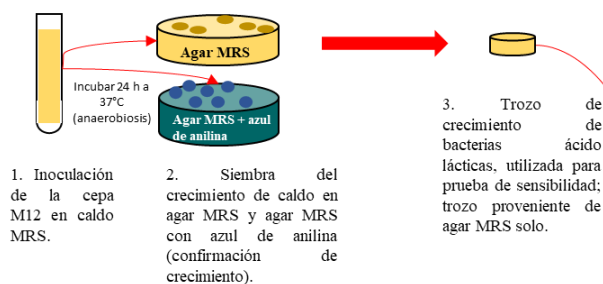 Agar MRS
Incubar 24 h a
37°C
(anaerobiosis)
Agar MRS + azul
de anilina
1. Inoculación
de la cepa
M12 en caldo
MRS.
2. Siembra del
crecimiento de caldo en
agar MRS y agar MRS
con azul de anilina
(confirmación de
crecimiento).
3. Trozo de
crecimiento de
bacterias ácido
lácticas, utilizada para
prueba de sensibilidad;
trozo proveniente de
agar MRS solo.